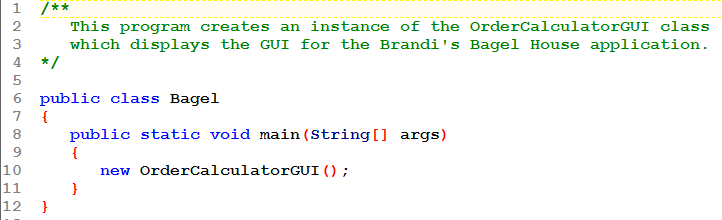 1 /**
2    This program creates an instance of the OrderCalculatorGUI class
3    which displays the GUI for the Brandi's Bagel House application.
4 */
5
6 public class Bagel
7 {
8    public static void main(String[] args)
9    {
10       new OrderCalculatorGUI();
11    }
12 }